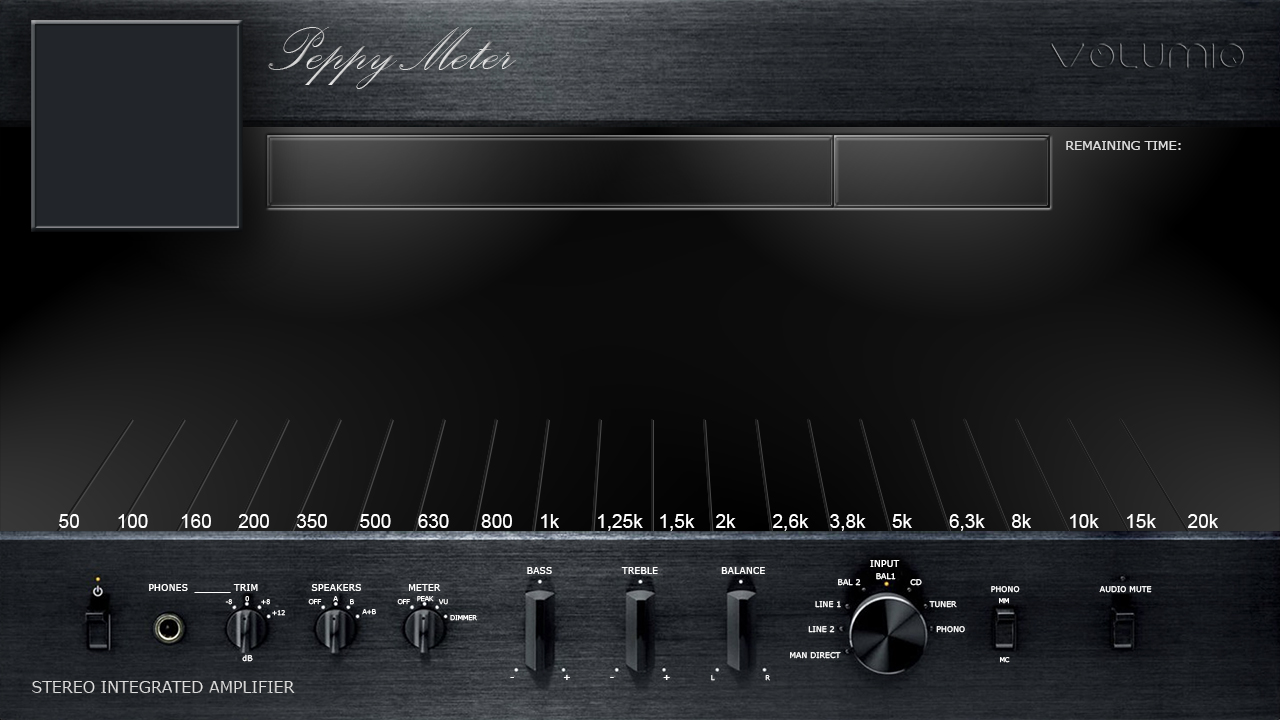 Peppy Meter
VOLUMIO
REMAINING TIME:
50 100 160 200 350 500 630 800 1k 1,25k 1,5k 2k 2,6k 3,8k 5k 6,3k 8k 10k 15k 20k
PHONES ______ TRIM
-8 0 +8
+12
dB
SPEAKERS
OFF A B
A+B
METER
OFF PEAK VU
DIMMER
BASS
- +
TREBLE
- +
BALANCE
L R
INPUT
BAL1
BAL 2 CD
LINE 1 TUNER
LINE 2 PHONO
MAN DIRECT
PHONO
MM
MC
AUDIO MUTE
STEREO INTEGRATED AMPLIFIER